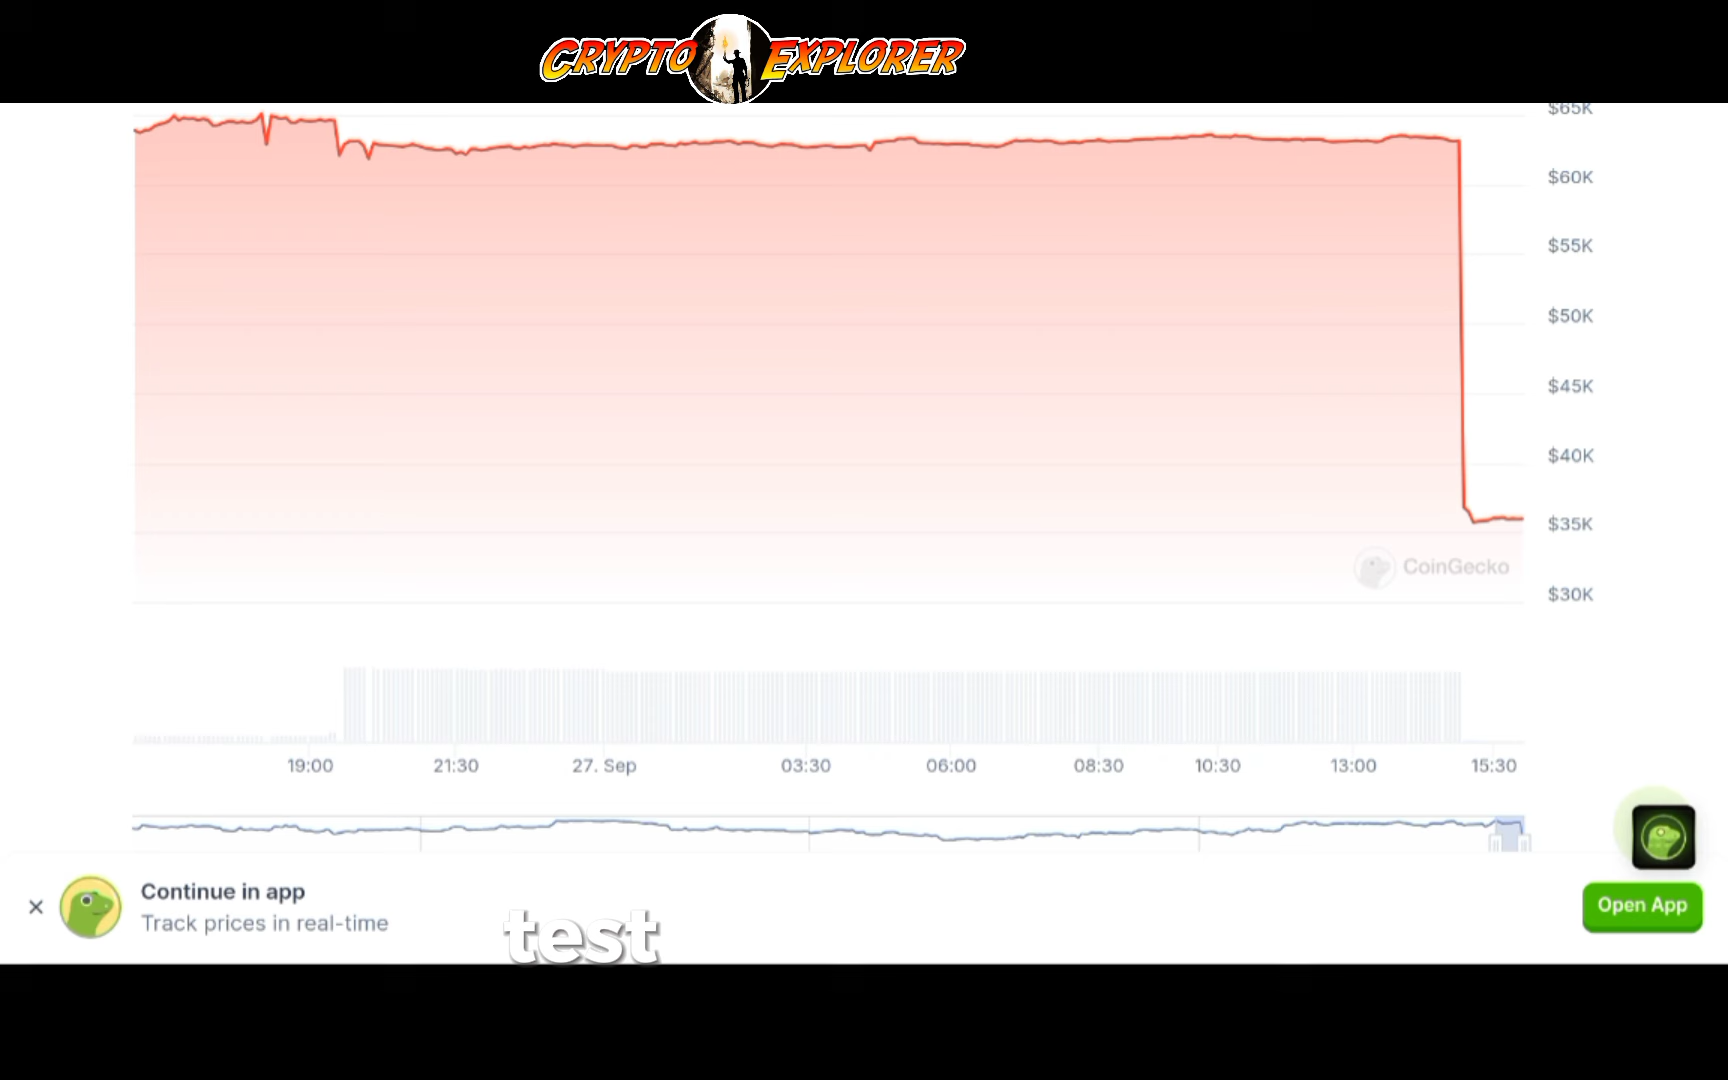 CRYPTO EXPLORER
$65K
$60K
$55K
$50K
$45K
$40K
$35K
CoinGecko
$30K
19:00 21:30 27. Sep 03:30 06:00 08:30 10:30 13:00 15:30
Continue in app
Track prices in real-time
Open App
test